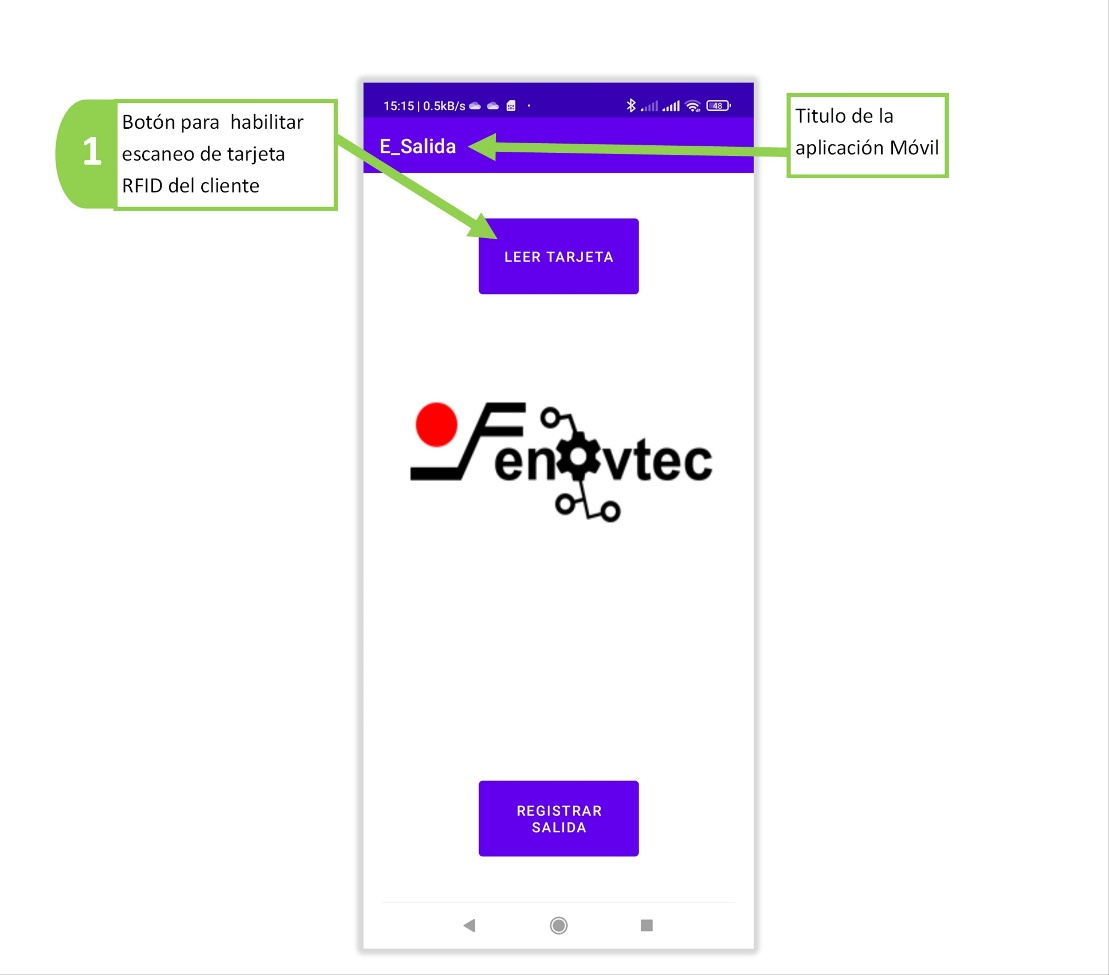 15:15 | 0.5kB/s
48
E_Salida
1
Botón para  habilitar
escaneo de tarjeta
RFID del cliente
Titulo de la
aplicación Móvil
LEER TARJETA
Fenovtec
REGISTRAR
SALIDA